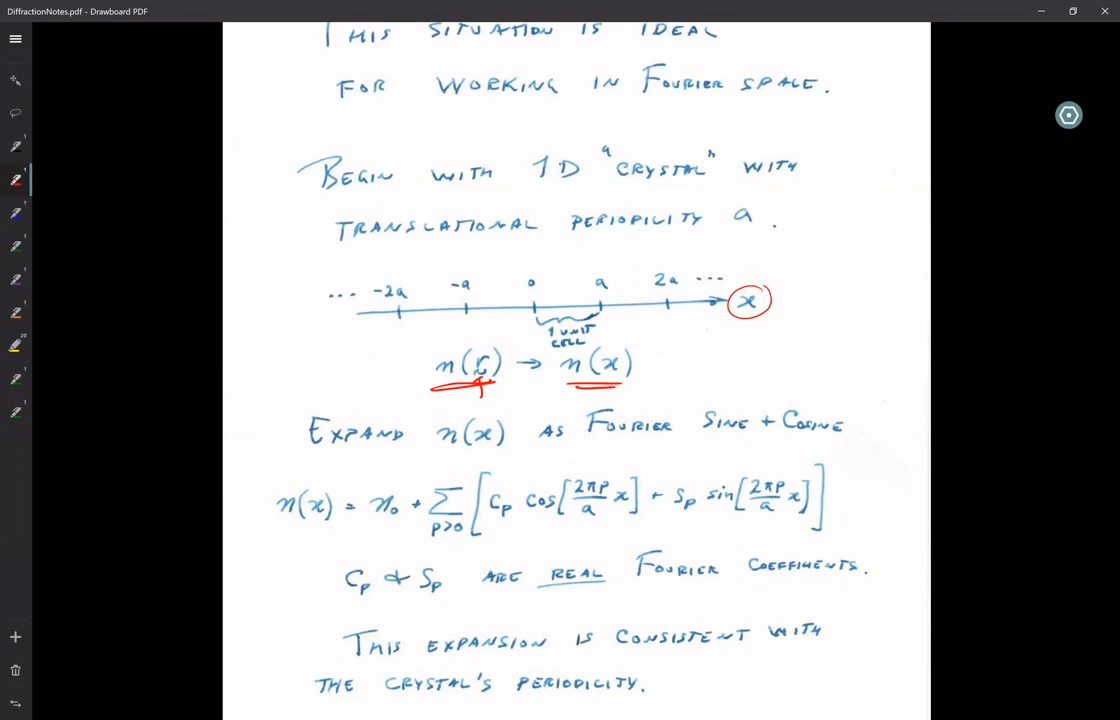 DiffractionNotes.pdf - Drawboard PDF
THIS SITUATION IS IDEAL
FOR WORKING IN FOURIER SPACE.
BEGIN WITH 1D "CRYSTAL" WITH
TRANSLATIONAL PERIODICITY a.
... -2a -a 0 a 2a ... x
1 UNIT
CELL
n(r) → n(x)
EXPAND n(x) AS FOURIER SINE + COSINE
n(x) = n₀ + Σ p>0 [Cp cos[2πp/a x] + Sp sin[2πp/a x]]
Cp & Sp ARE REAL FOURIER COEFFICIENTS.
THIS EXPANSION IS CONSISTENT WITH
THE CRYSTAL'S PERIODICITY.